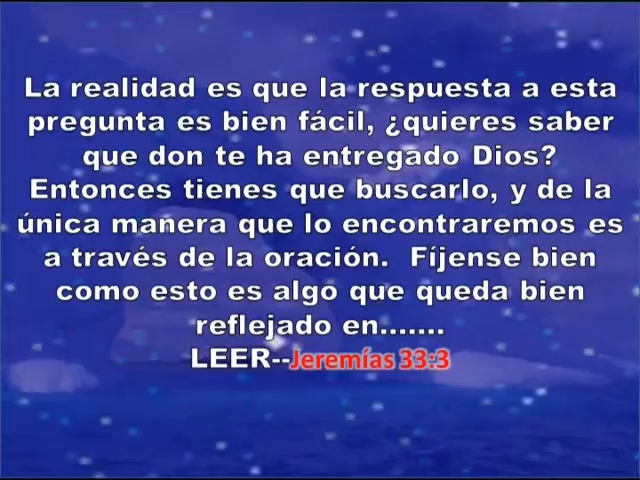 La realidad es que la respuesta a esta
pregunta es bien fácil, ¿quieres saber
que don te ha entregado Dios?
Entonces tienes que buscarlo, y de la
única manera que lo encontraremos es
a través de la oración.  Fíjense bien
como esto es algo que queda bien
reflejado en.......
LEER--Jeremías 33:3